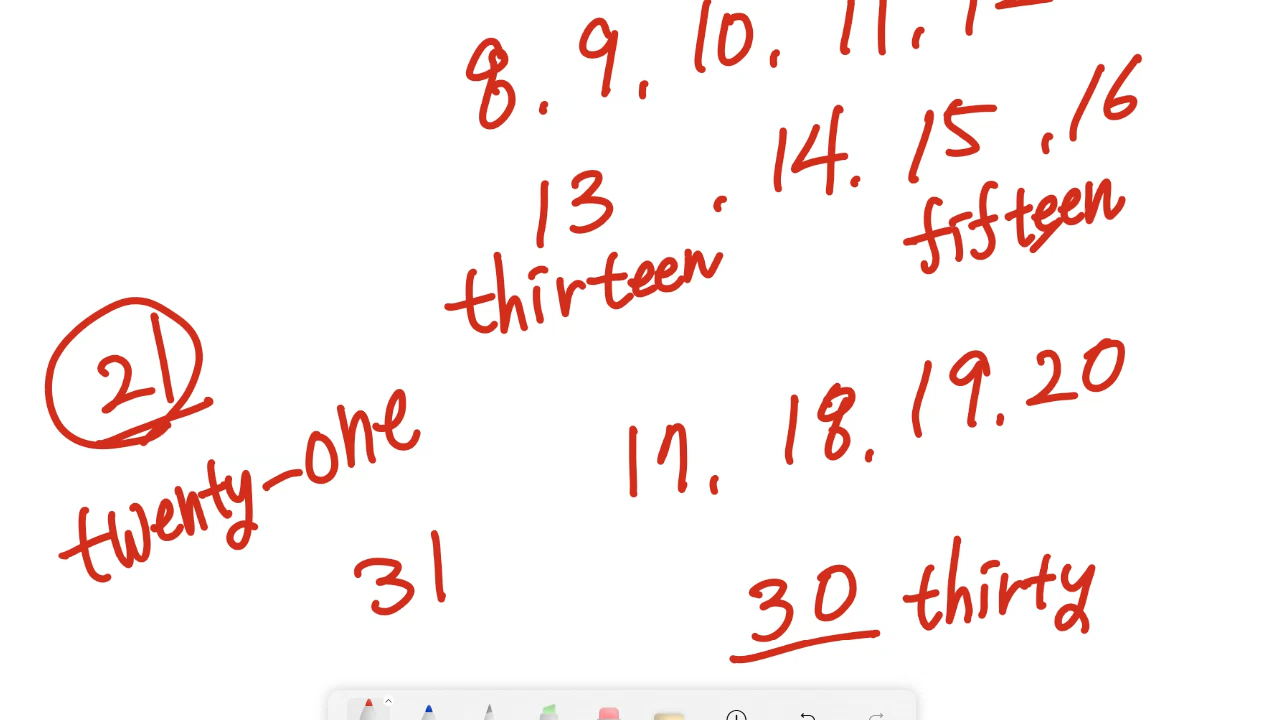 8. 9. 10. 11. 12
13. 14. 15. 16
thirteen fifteen
21
twenty-one
17. 18. 19. 20
31
30 thirty